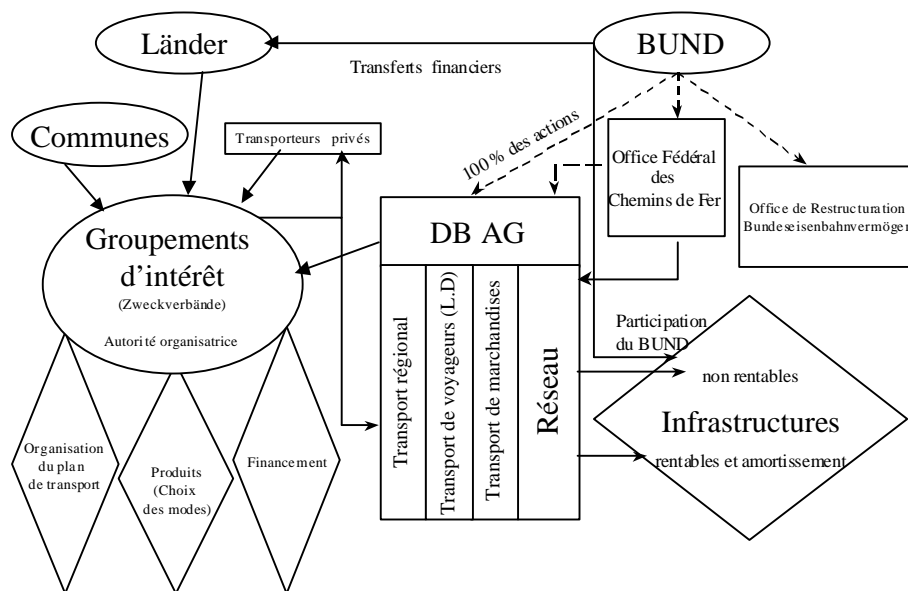 Länder
BUND
Transferts financiers
Communes
Transporteurs privés
100 % des actions
Office Fédéral
des
Chemins de Fer
Office de Restructuration
Bundeseisenbahnvermögen
Groupements
d'intérêt
(Zweckverbände)
Autorité organisatrice
DB AG
Transport régional
Transport de voyageurs (L.D)
Transport de marchandises
Réseau
Participation
du BUND
non rentables
Infrastructures
rentables et amortissement
Organisation
du plan
de transport
Produits
(Choix
des modes)
Financement